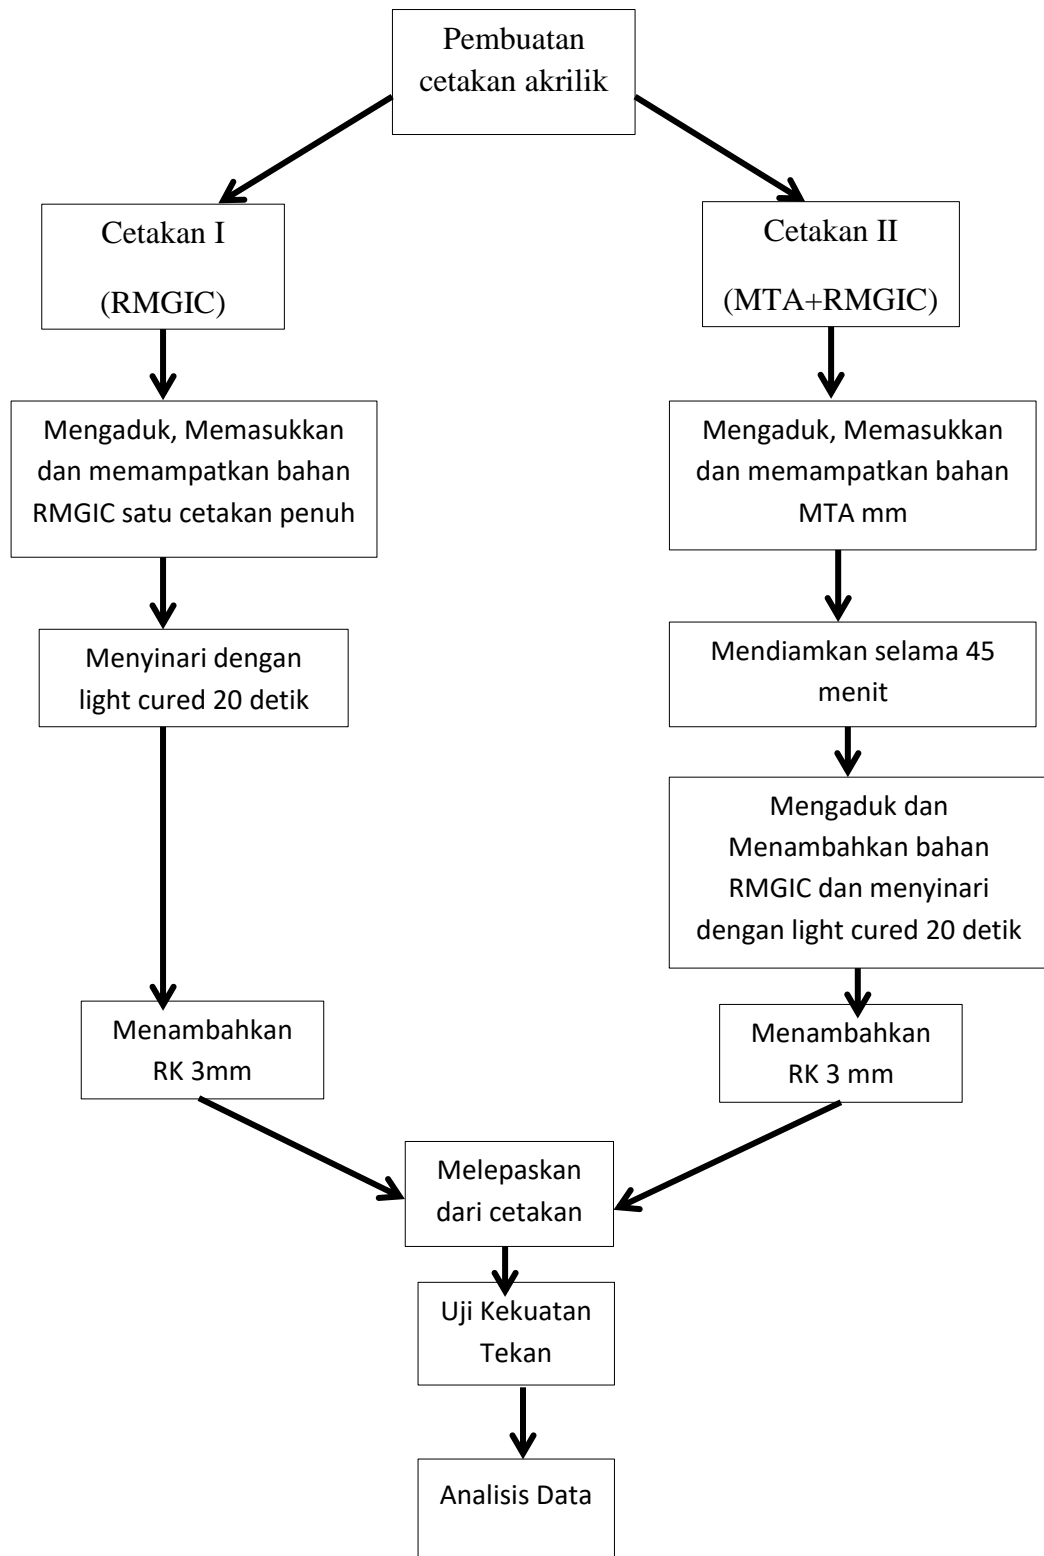 Pembuatan
cetakan akrilik
Cetakan I
(RMGIC)
Cetakan II
(MTA+RMGIC)
Mengaduk, Memasukkan
dan memampatkan bahan
RMGIC satu cetakan penuh
Mengaduk, Memasukkan
dan memampatkan bahan
MTA mm
Menyinari dengan
light cured 20 detik
Mendiamkan selama 45
menit
Mengaduk dan
Menambahkan bahan
RMGIC dan menyinari
dengan light cured 20 detik
Menambahkan
RK 3mm
Menambahkan
RK 3 mm
Melepaskan
dari cetakan
Uji Kekuatan
Tekan
Analisis Data